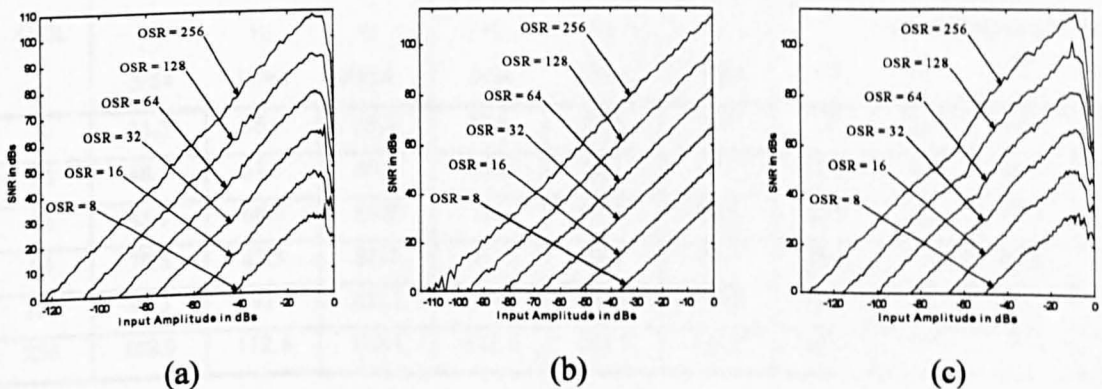 110
100
90
80
70
60
50
40
30
20
10
0
SNR in dBs
OSR = 256
OSR = 128
OSR = 64
OSR = 32
OSR = 16
OSR = 8
-120 -100 -80 -60 -40 -20 0
Input Amplitude in dBs
(a)
100
80
60
40
20
0
SNR in dBs
OSR = 256
OSR = 128
OSR = 64
OSR = 32
OSR = 16
OSR = 8
-110 -100 -90 -80 -70 -60 -50 -40 -30 -20 -10 0
Input Amplitude in dBs
(b)
100
80
60
40
20
0
SNR in dBs
OSR = 256
OSR = 128
OSR = 64
OSR = 32
OSR = 16
OSR = 8
-120 -100 -80 -60 -40 -20 0
Input Amplitude in dBs
(c)